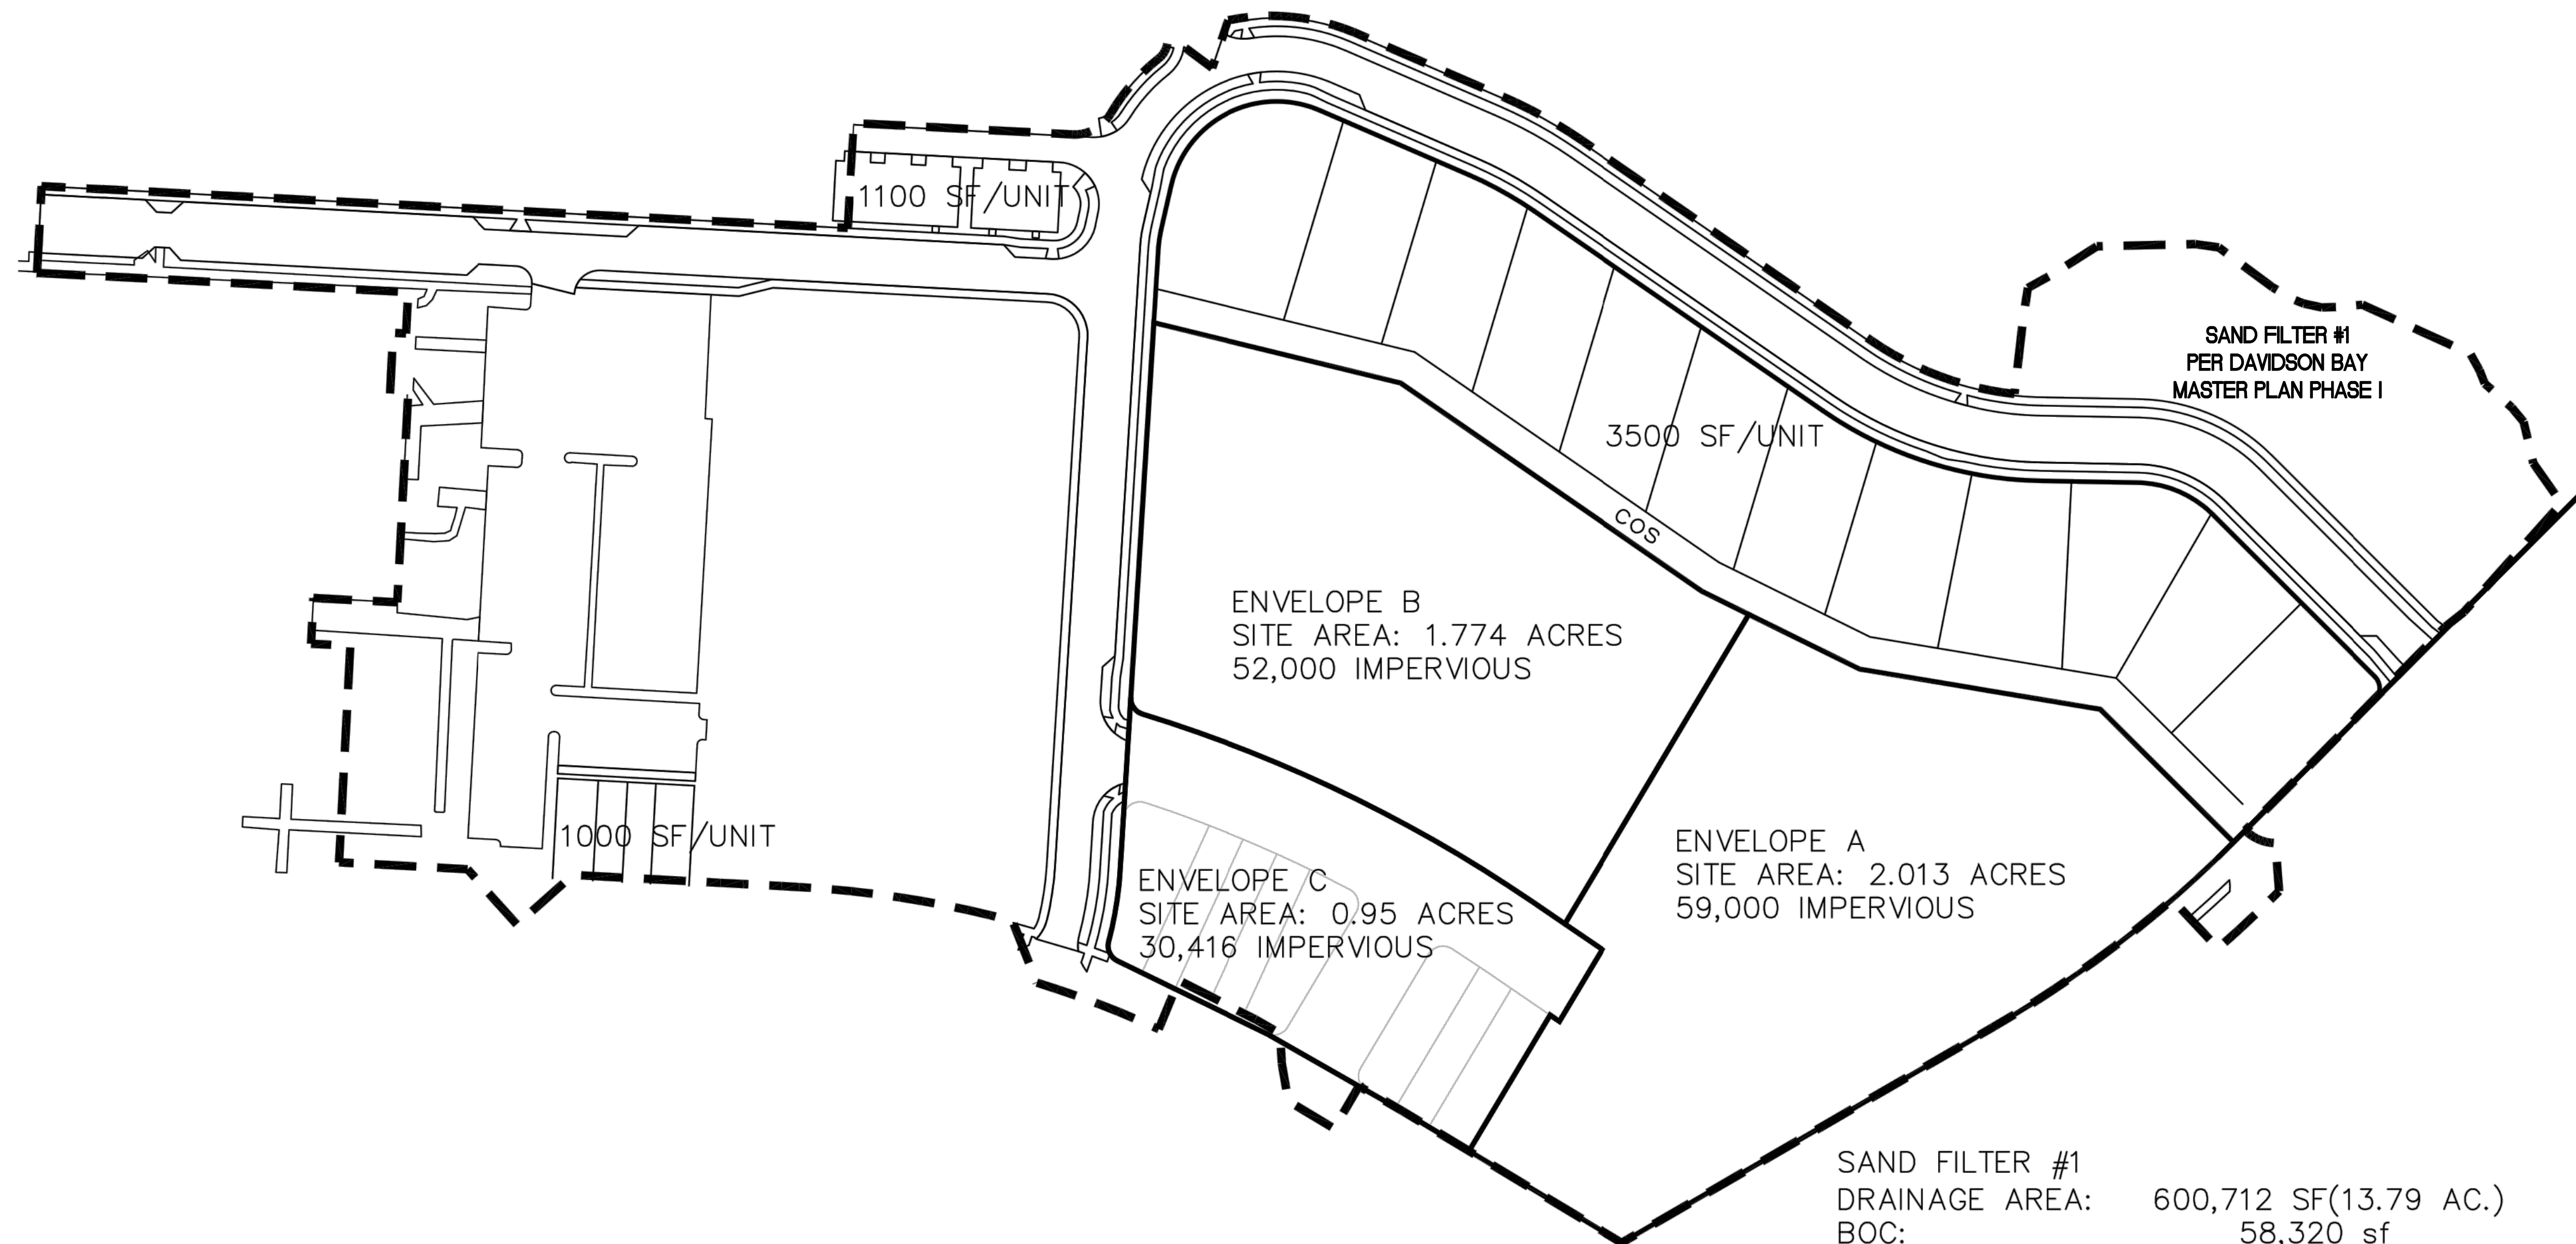 1100 SF/UNIT
SAND FILTER #1
PER DAVIDSON BAY
MASTER PLAN PHASE I
3500 SF/UNIT
COS
ENVELOPE B
SITE AREA: 1.774 ACRES
52,000 IMPERVIOUS
1000 SF/UNIT
ENVELOPE A
SITE AREA: 2.013 ACRES
59,000 IMPERVIOUS
ENVELOPE C
SITE AREA: 0.95 ACRES
30,416 IMPERVIOUS
SAND FILTER #1
DRAINAGE AREA: 600,712 SF(13.79 AC.)
BOC: 58,320 sf